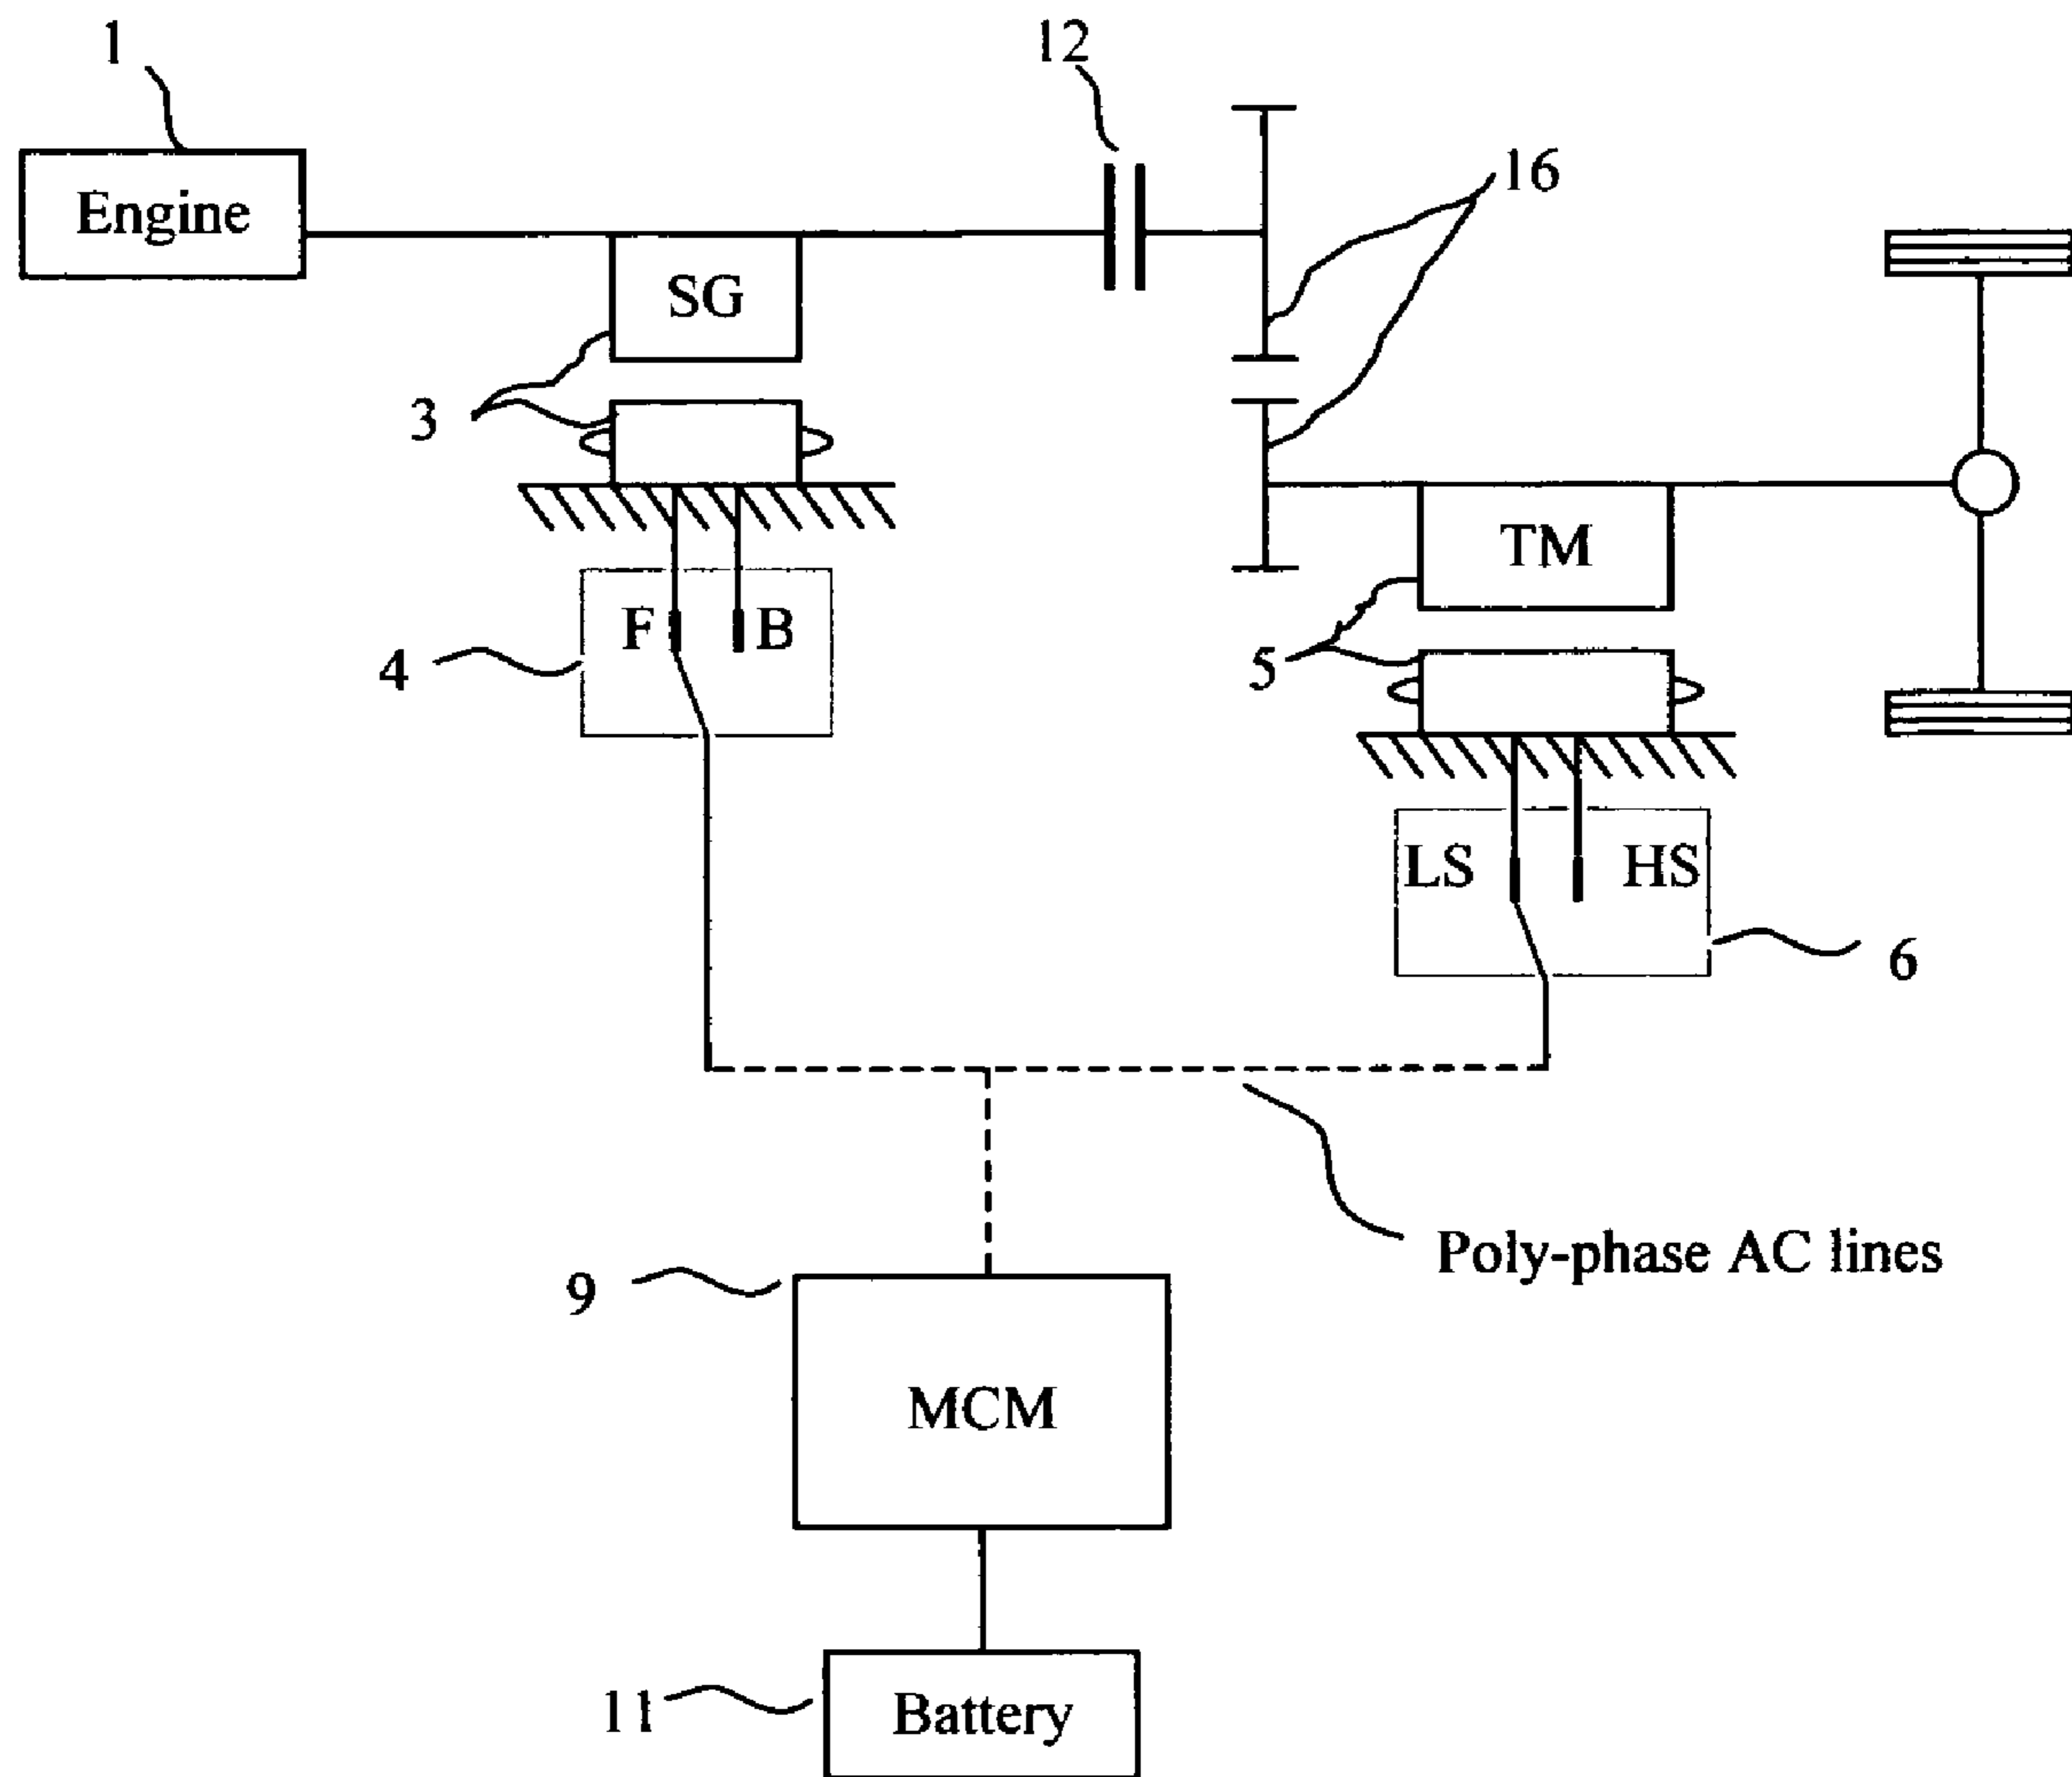 1
12
Engine
16
SG
3
TM
F B
4
5
LS HS
6
Poly-phase AC lines
9
MCM
11
Battery